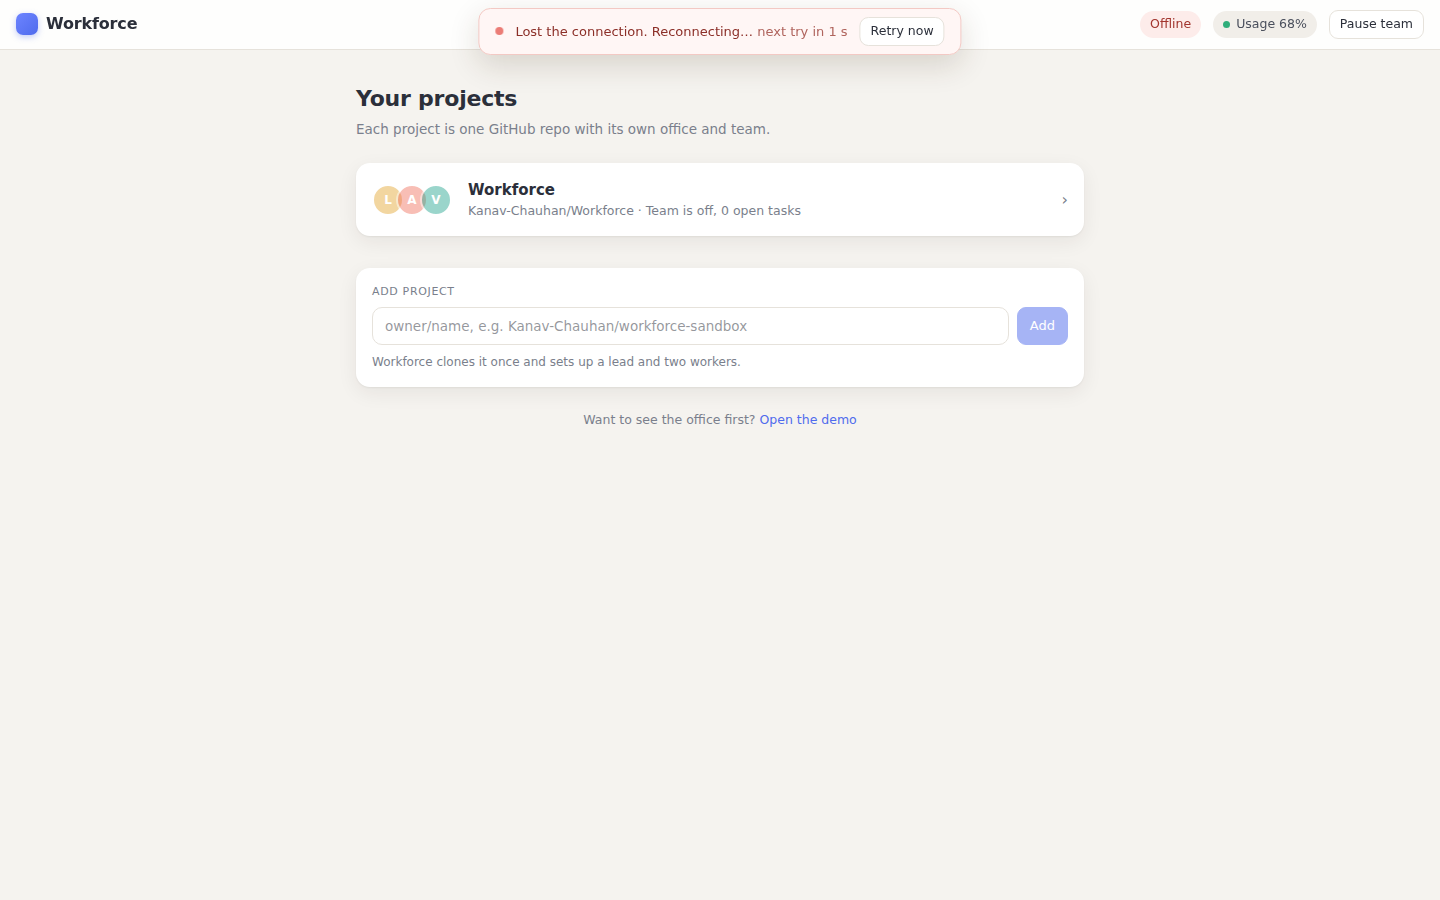 Workforce
Lost the connection. Reconnecting... next try in 1 s
Retry now
Offline
Usage 68%
Pause team
Your projects
Each project is one GitHub repo with its own office and team.
L A V
Workforce
Kanav-Chauhan/Workforce · Team is off, 0 open tasks
›
ADD PROJECT
owner/name, e.g. Kanav-Chauhan/workforce-sandbox
Add
Workforce clones it once and sets up a lead and two workers.
Want to see the office first? Open the demo